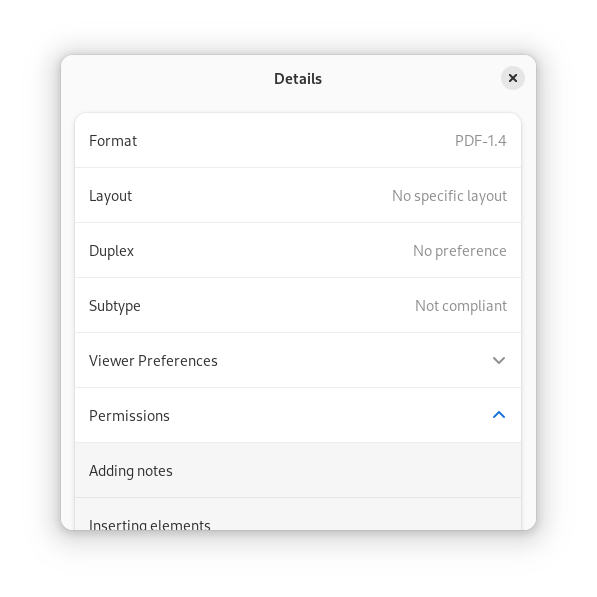 Details
Format PDF-1.4
Layout No specific layout
Duplex No preference
Subtype Not compliant
Viewer Preferences
Permissions
Adding notes
Inserting elements